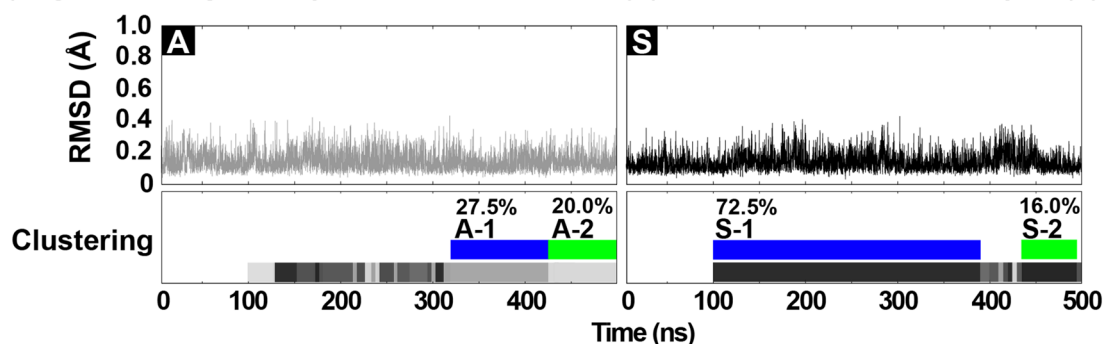 A
S
RMSD (Å)
1.0
0.8
0.6
0.4
0.2
0
27.5%
20.0%
72.5%
16.0%
A-1
A-2
S-1
S-2
Clustering
0 100 200 300 400 0 100 200 300 400 500
Time (ns)